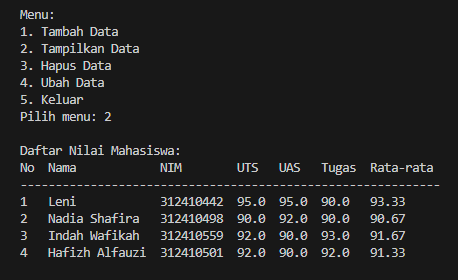 Menu:
1. Tambah Data
2. Tampilkan Data
3. Hapus Data
4. Ubah Data
5. Keluar
Pilih menu: 2
Daftar Nilai Mahasiswa:
No  Nama            NIM        UTS   UAS   Tugas  Rata-rata
------------------------------------------------------------
1   Leni            312410442  95.0  95.0  90.0   93.33
2   Nadia Shafira   312410498  90.0  92.0  90.0   90.67
3   Indah Wafikah   312410559  92.0  90.0  93.0   91.67
4   Hafizh Alfauzi  312410501  92.0  90.0  92.0   91.33